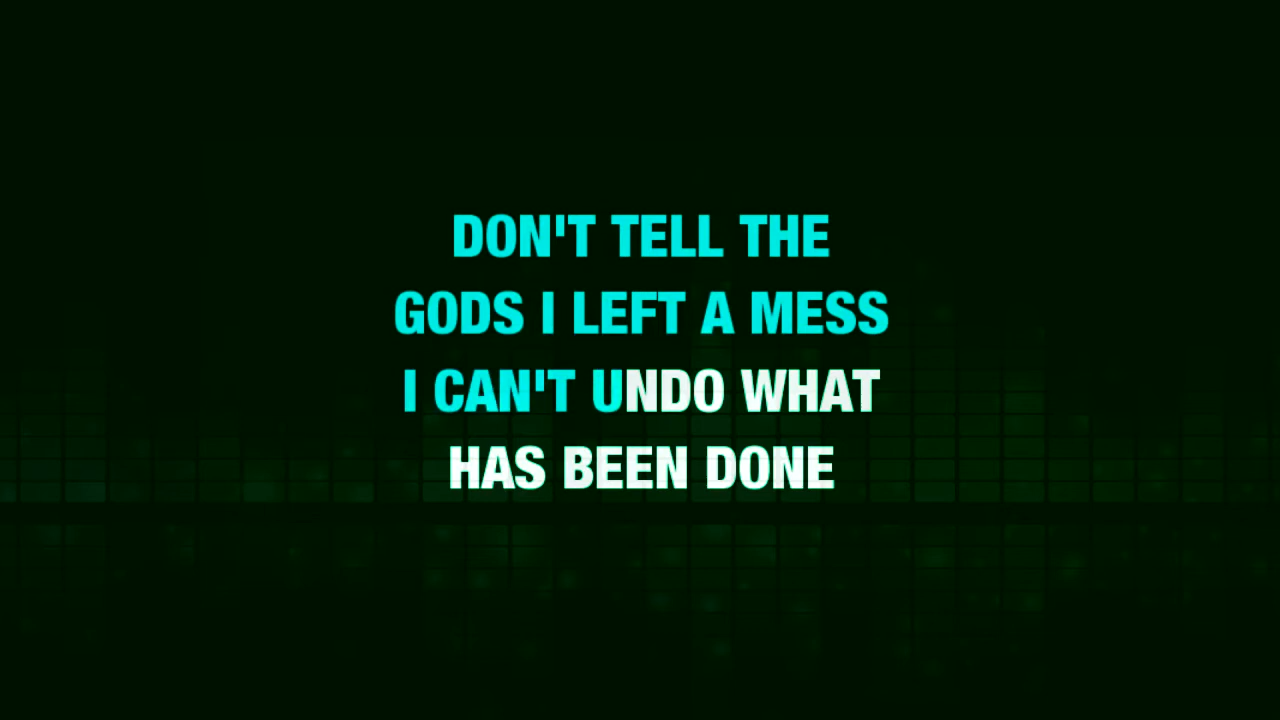 DON'T TELL THE
GODS I LEFT A MESS
I CAN'T UNDO WHAT
HAS BEEN DONE